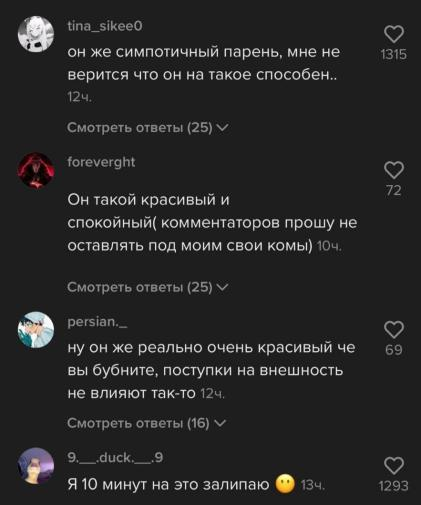 tina_sikee0
он же симпотичный парень, мне не
верится что он на такое способен..
1315
12ч.
Смотреть ответы (25)
foreverght
72
Он такой красивый и
спокойный( комментаторов прошу не
оставлять под моим свои комы) 10ч.
Смотреть ответы (25)
persian._
69
ну он же реально очень красивый че
вы бубните, поступки на внешность
не влияют так-то 12ч.
Смотреть ответы (16)
9.__.duck.__.9
Я 10 минут на это залипаю 😶 13ч.
1293